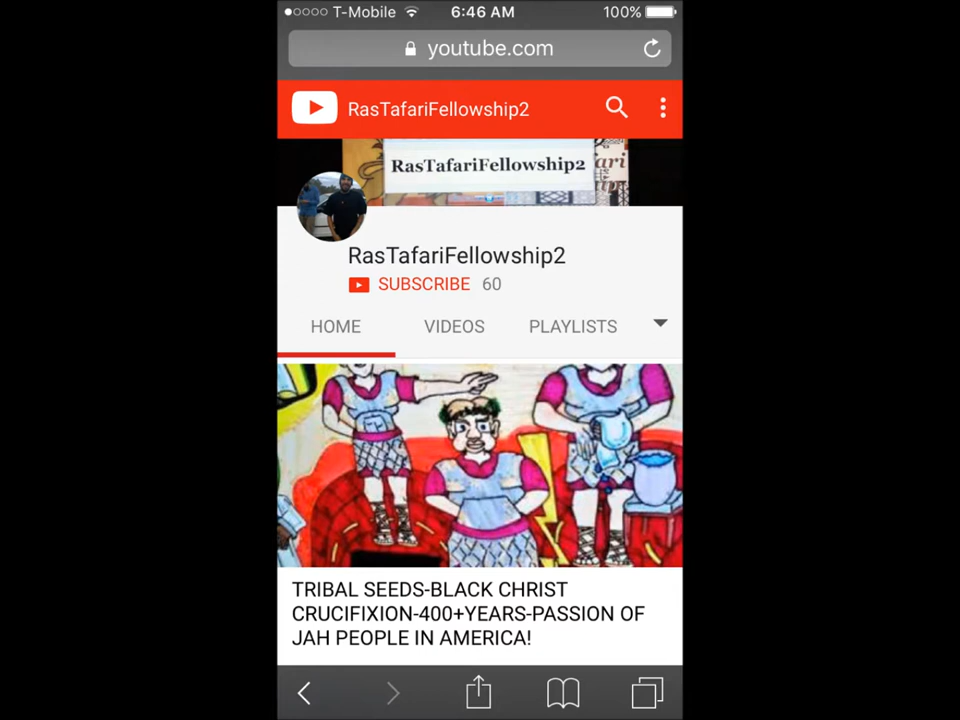 T-Mobile 6:46 AM 100%
youtube.com
RasTafariFellowship2
RasTafariFellowship2
ari
RasTafariFellowship2
SUBSCRIBE 60
HOME VIDEOS PLAYLISTS
TRIBAL SEEDS-BLACK CHRIST
CRUCIFIXION-400+YEARS-PASSION OF
JAH PEOPLE IN AMERICA!